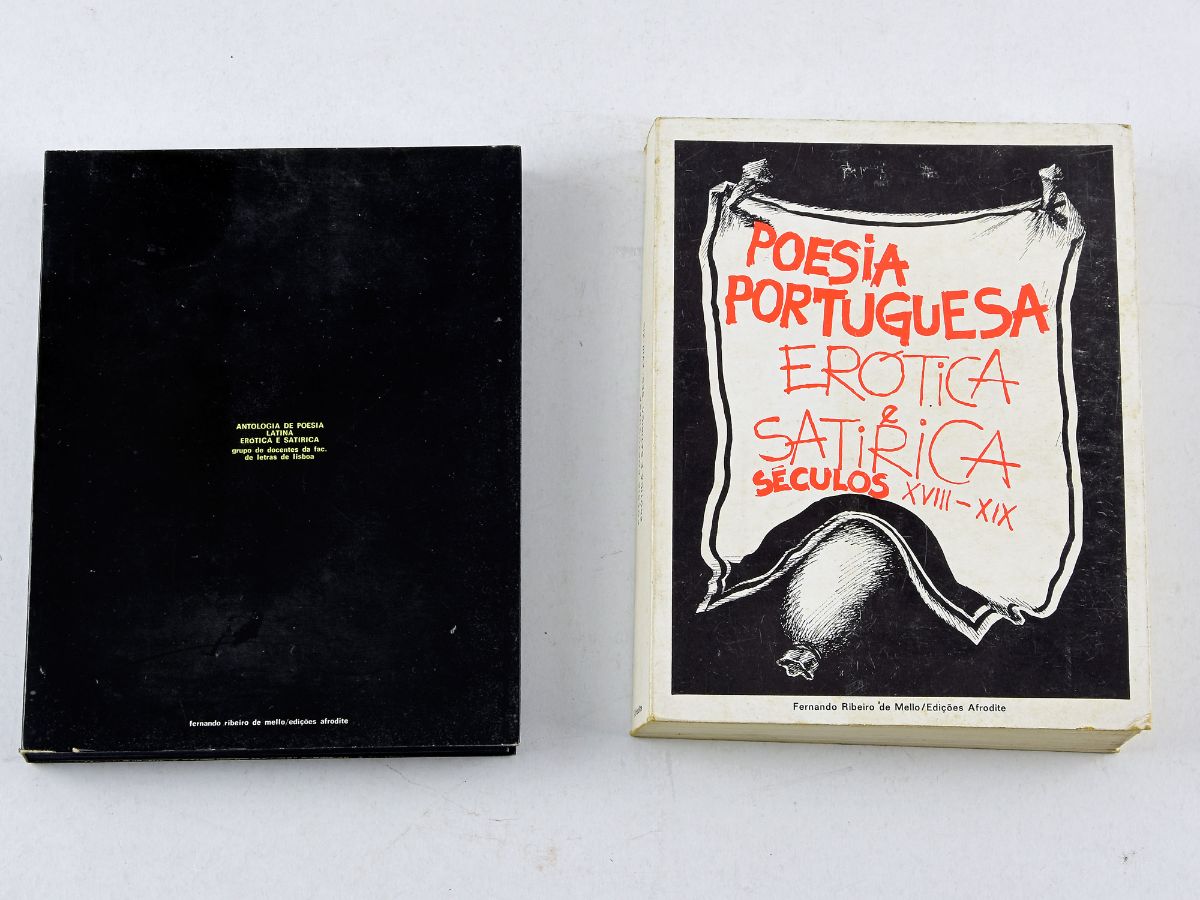 ANTOLOGIA DE POESIA
LATINA
EROTICA E SATIRICA
grupo do docentes da fac.
de letras de lisboa
fernando ribeiro de mello/edições afrodite
POESiA
PORTUGUESA
ERÓTiCA
e
SATíRiCA
SÉCULOS XVIII-XIX
Fernando Ribeiro de Mello/Edições Afrodite